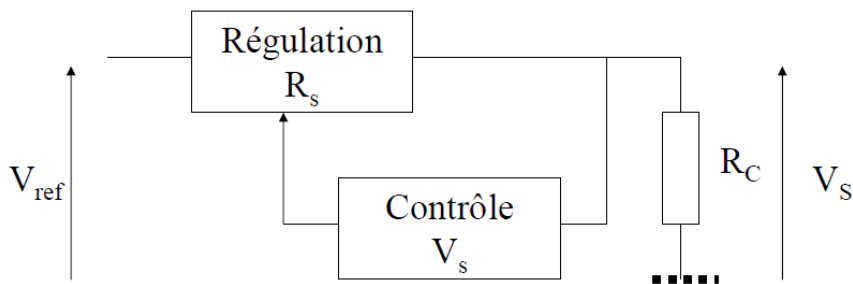 Régulation
Rs
Vref
Contrôle
Vs
RC
VS